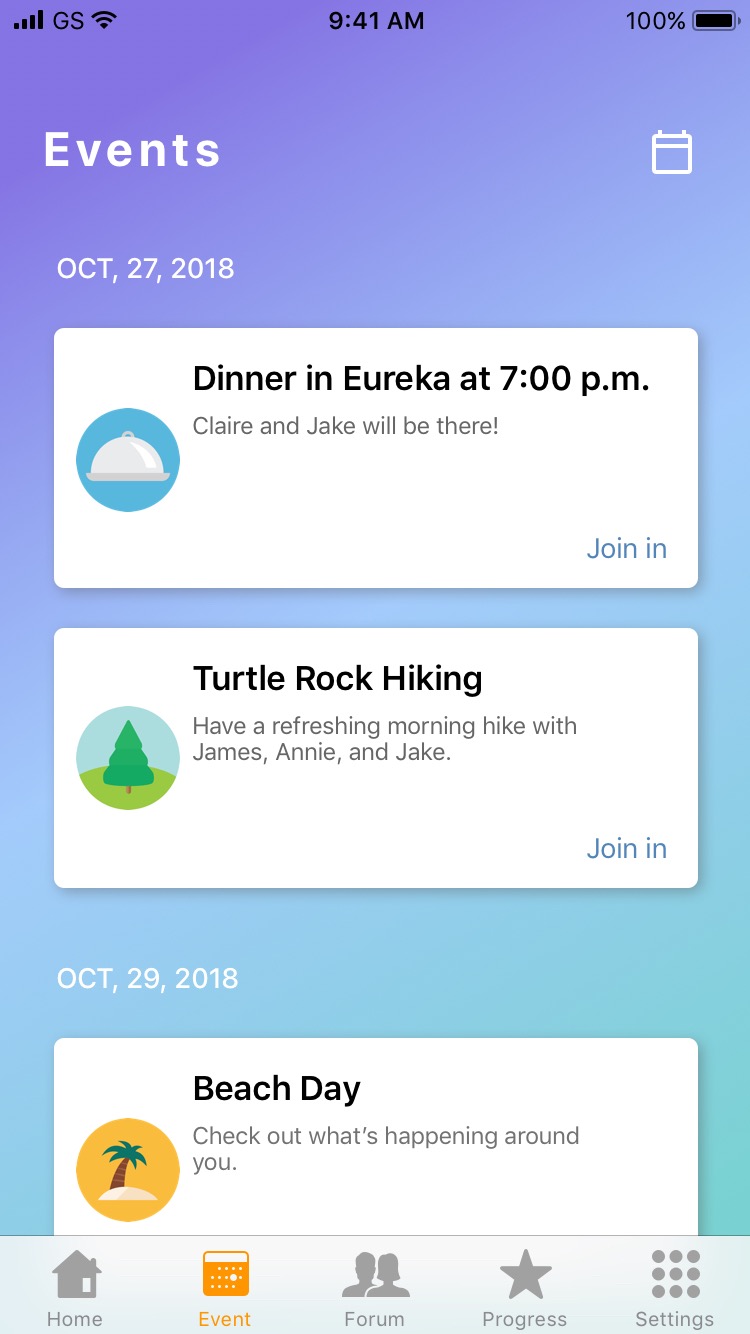 GS 9:41 AM 100%
Events
OCT, 27, 2018
Dinner in Eureka at 7:00 p.m.
Claire and Jake will be there!
Join in
Turtle Rock Hiking
Have a refreshing morning hike with
James, Annie, and Jake.
Join in
OCT, 29, 2018
Beach Day
Check out what’s happening around
you.
Home Event Forum Progress Settings